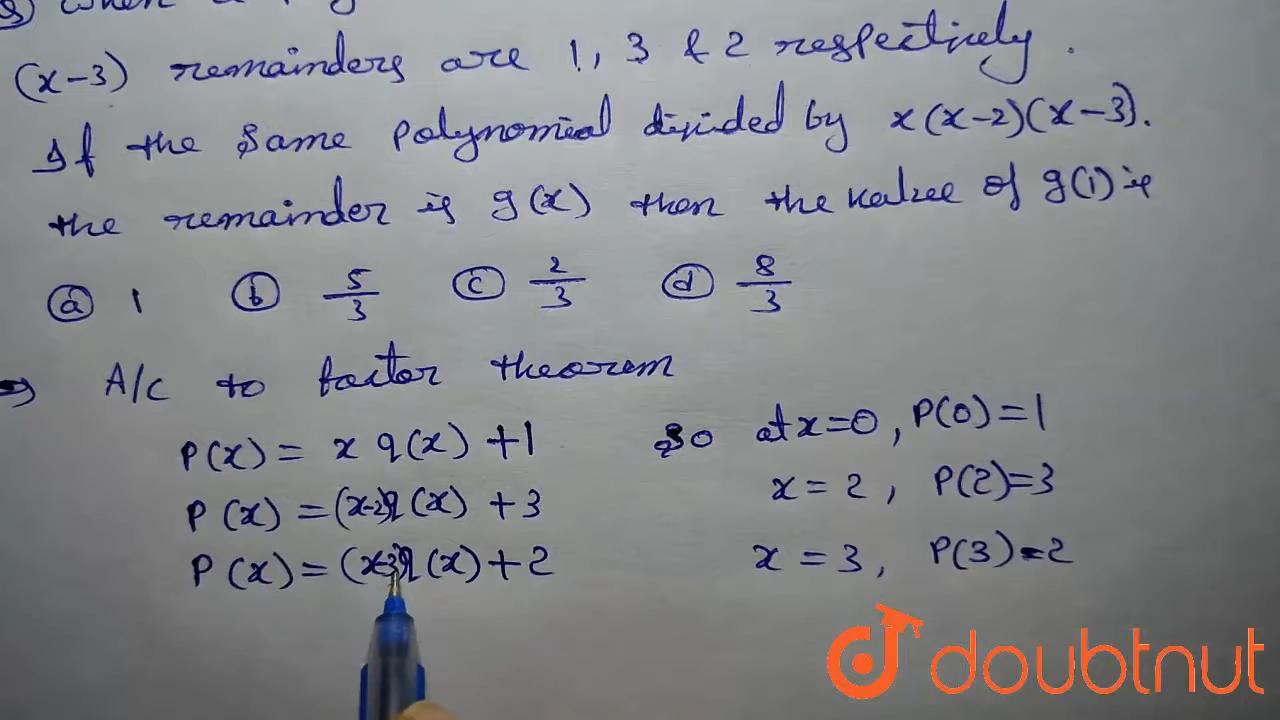 (x-3) remainders are 1, 3 & 2 respectively.
If the same polynomial divided by x(x-2)(x-3).
the remainder is g(x) then the value of g(1) is
(a) 1 (b) 5/3 (c) 2/3 (d) 8/3
⇒ A/C to factor theorem
P(x) = x q(x) + 1 So at x=0, P(0)=1
P(x) = (x-2)q(x) + 3 x = 2, P(2)=3
P(x) = (x-3)q(x) + 2 x = 3, P(3)=2
doubtnut